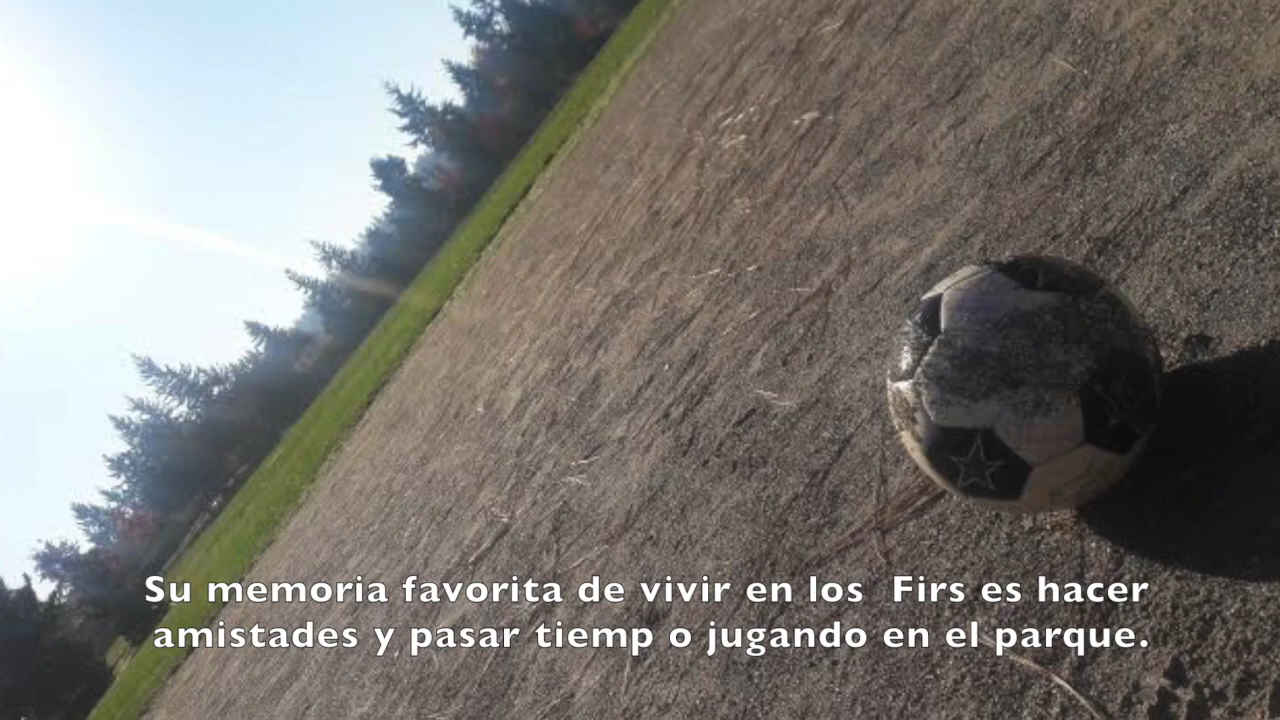 Su memoria favorita de vivir en los  Firs es hacer
amistades y pasar tiemp o jugando en el parque.